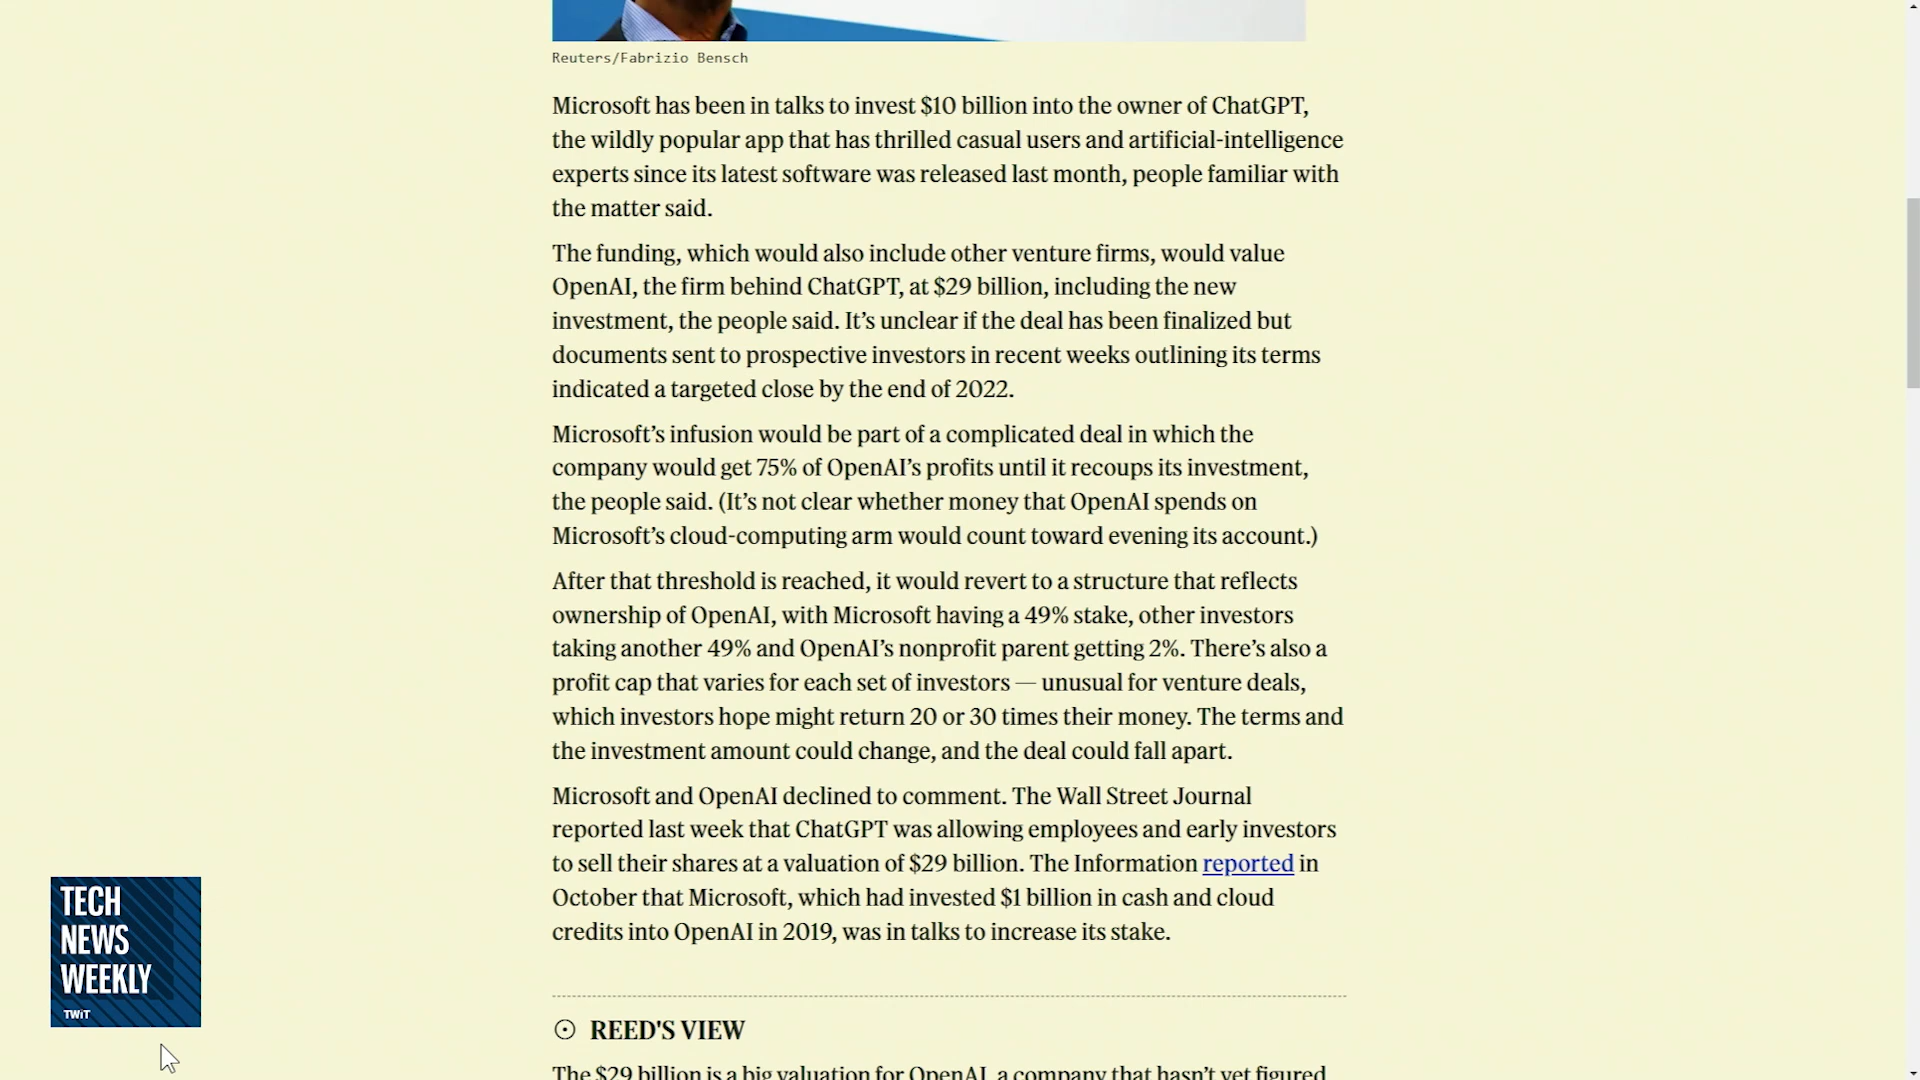 Reuters/Fabrizio Bensch
Microsoft has been in talks to invest $10 billion into the owner of ChatGPT,
the wildly popular app that has thrilled casual users and artificial-intelligence
experts since its latest software was released last month, people familiar with
the matter said.
The funding, which would also include other venture firms, would value
OpenAI, the firm behind ChatGPT, at $29 billion, including the new
investment, the people said. It’s unclear if the deal has been finalized but
documents sent to prospective investors in recent weeks outlining its terms
indicated a targeted close by the end of 2022.
Microsoft’s infusion would be part of a complicated deal in which the
company would get 75% of OpenAI’s profits until it recoups its investment,
the people said. (It’s not clear whether money that OpenAI spends on
Microsoft’s cloud-computing arm would count toward evening its account.)
After that threshold is reached, it would revert to a structure that reflects
ownership of OpenAI, with Microsoft having a 49% stake, other investors
taking another 49% and OpenAI’s nonprofit parent getting 2%. There’s also a
profit cap that varies for each set of investors — unusual for venture deals,
which investors hope might return 20 or 30 times their money. The terms and
the investment amount could change, and the deal could fall apart.
Microsoft and OpenAI declined to comment. The Wall Street Journal
reported last week that ChatGPT was allowing employees and early investors
to sell their shares at a valuation of $29 billion. The Information reported in
October that Microsoft, which had invested $1 billion in cash and cloud
credits into OpenAI in 2019, was in talks to increase its stake.
REED'S VIEW
The $29 billion is a big valuation for OpenAI, a company that hasn’t yet figured
TECH
NEWS
WEEKLY
TWiT